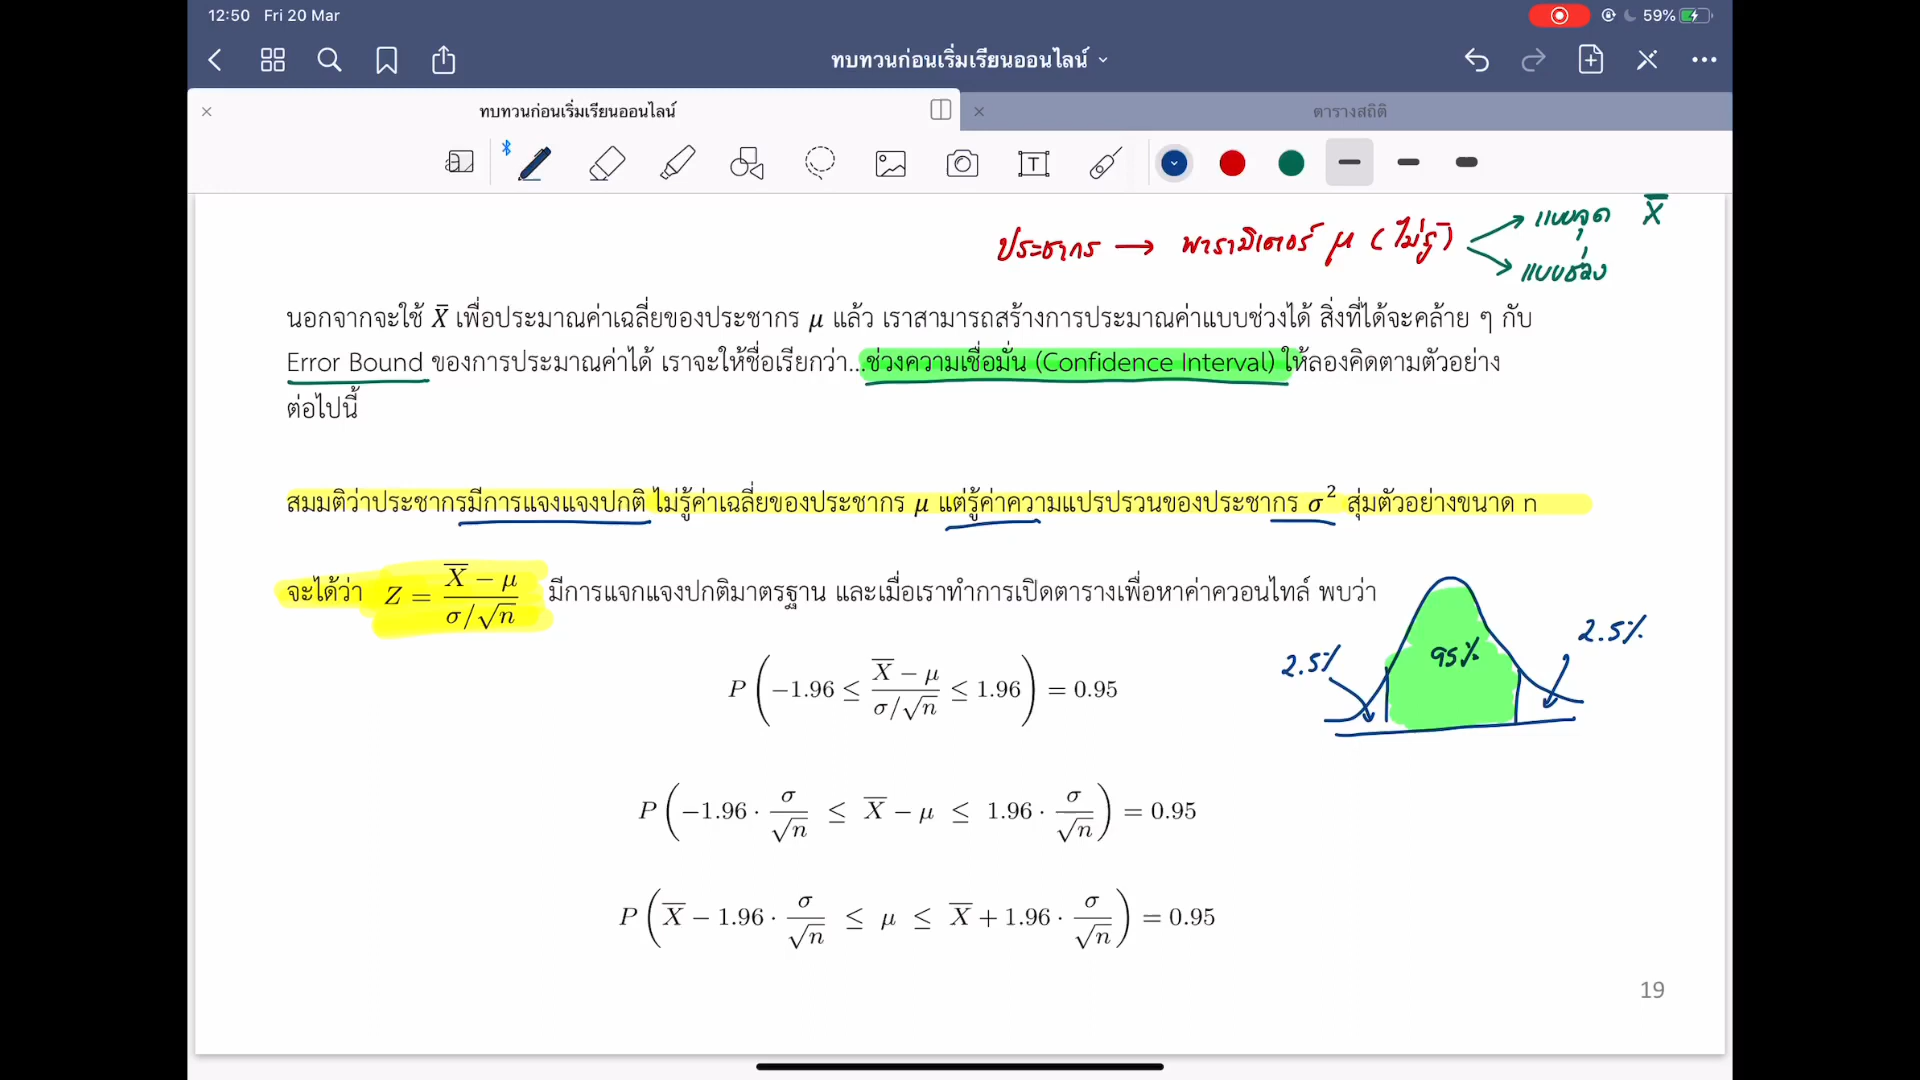 12:50 Fri 20 Mar
59%
ทบทวนก่อนเริ่มเรียนออนไลน์
ทบทวนก่อนเริ่มเรียนออนไลน์
ตารางสถิติ
ประชากร → พารามิเตอร์ μ (ไม่รู้)
แบบจุด X̄
แบบช่วง
นอกจากจะใช้ X̄ เพื่อประมาณค่าเฉลี่ยของประชากร μ แล้ว เราสามารถสร้างการประมาณค่าแบบช่วงได้ สิ่งที่ได้จะคล้าย ๆ กับ
Error Bound ของการประมาณค่าได้ เราจะให้ชื่อเรียกว่า...ช่วงความเชื่อมั่น (Confidence Interval) ให้ลองคิดตามตัวอย่าง
ต่อไปนี้
สมมติว่าประชากรมีการแจงแจงปกติ ไม่รู้ค่าเฉลี่ยของประชากร μ แต่รู้ค่าความแปรปรวนของประชากร σ² สุ่มตัวอย่างขนาด n
จะได้ว่า Z = (X̄ − μ) / (σ/√n) มีการแจกแจงปกติมาตรฐาน และเมื่อเราทำการเปิดตารางเพื่อหาค่าควอนไทล์ พบว่า
2.5% 95% 2.5%
P(−1.96 ≤ (X̄ − μ) / (σ/√n) ≤ 1.96) = 0.95
P(−1.96 · σ/√n ≤ X̄ − μ ≤ 1.96 · σ/√n) = 0.95
P(X̄ − 1.96 · σ/√n ≤ μ ≤ X̄ + 1.96 · σ/√n) = 0.95
19